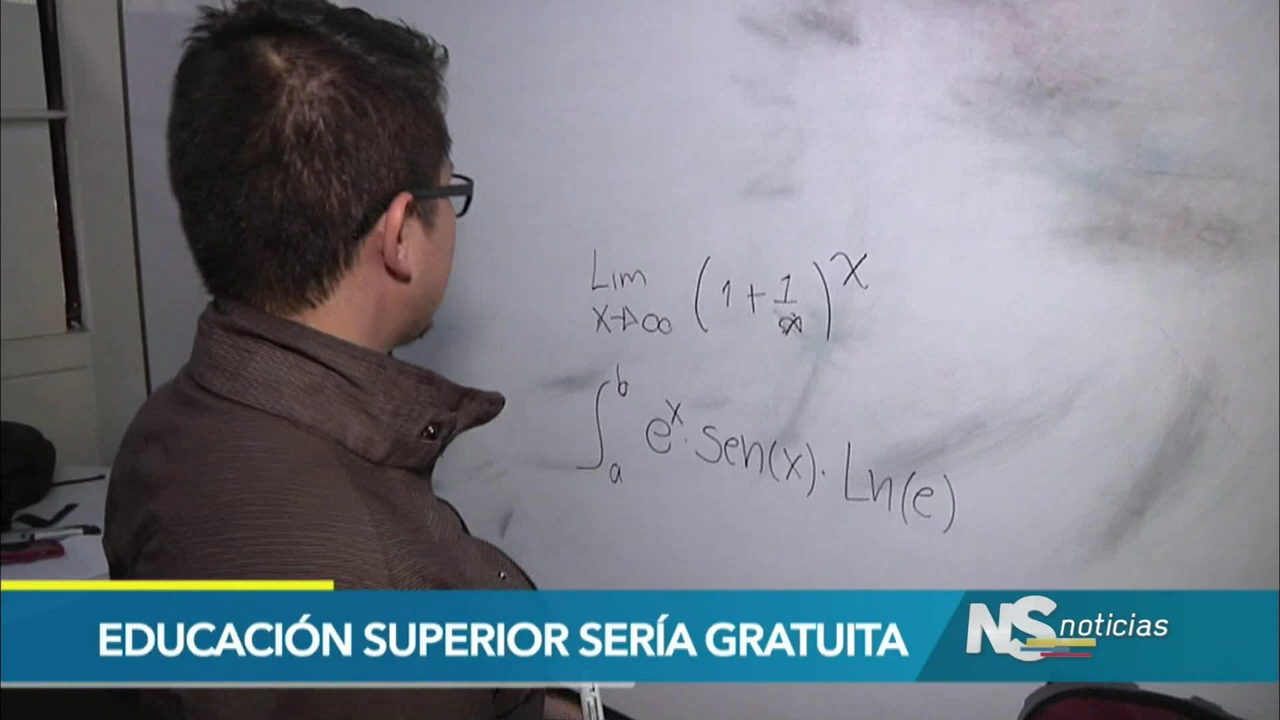 Lim (1 + 1/x)^x
x→∞
∫_a^b e^x · Sen(x) · Ln(e)
EDUCACIÓN SUPERIOR SERÍA GRATUITA
NS noticias